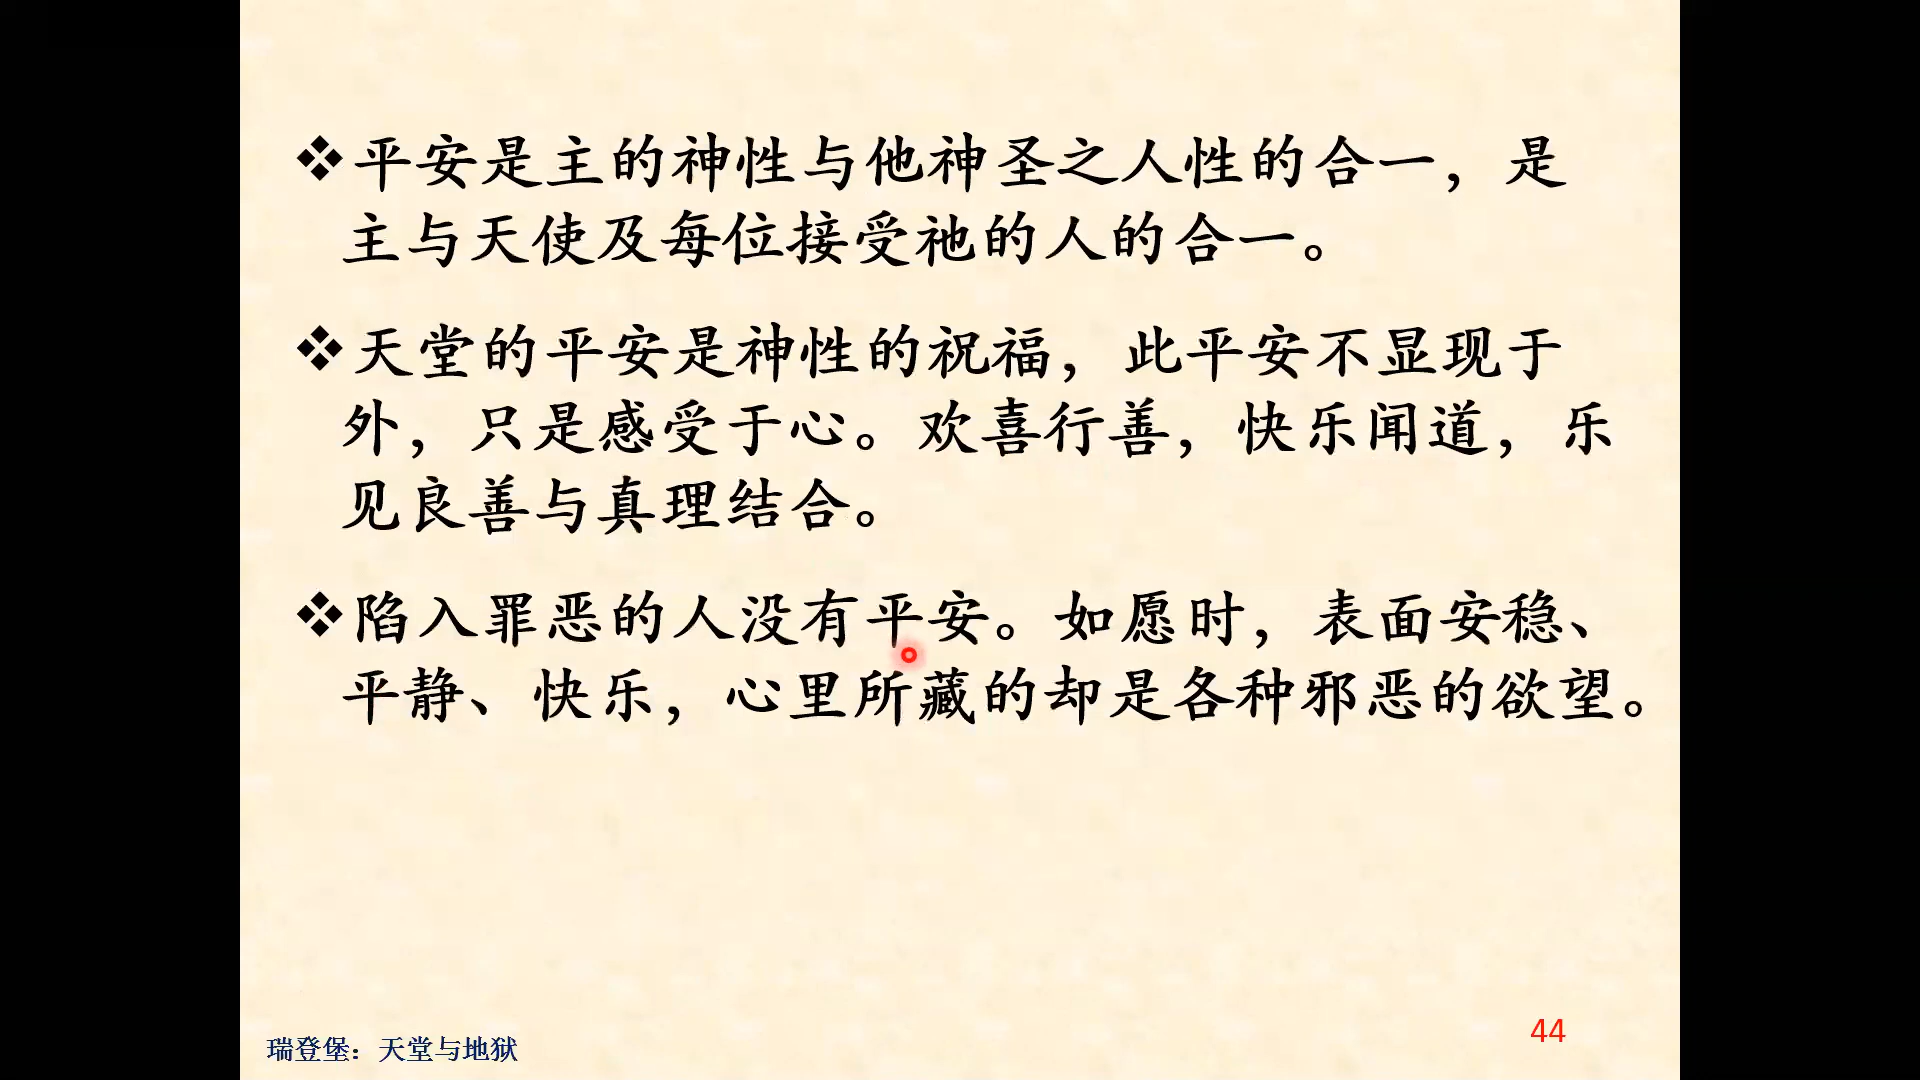 ❖平安是主的神性与他神圣之人性的合一，是
主与天使及每位接受祂的人的合一。
❖天堂的平安是神性的祝福，此平安不显现于
外，只是感受于心。欢喜行善，快乐闻道，乐
见良善与真理结合。
❖陷入罪恶的人没有平安。如愿时，表面安稳、
平静、快乐，心里所藏的却是各种邪恶的欲望。
瑞登堡：天堂与地狱
44